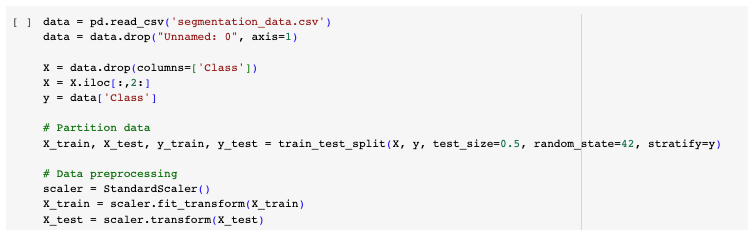 [ ] data = pd.read_csv('segmentation_data.csv')
data = data.drop("Unnamed: 0", axis=1)
X = data.drop(columns=['Class'])
X = X.iloc[:,2:]
y = data['Class']
# Partition data
X_train, X_test, y_train, y_test = train_test_split(X, y, test_size=0.5, random_state=42, stratify=y)
# Data preprocessing
scaler = StandardScaler()
X_train = scaler.fit_transform(X_train)
X_test = scaler.transform(X_test)